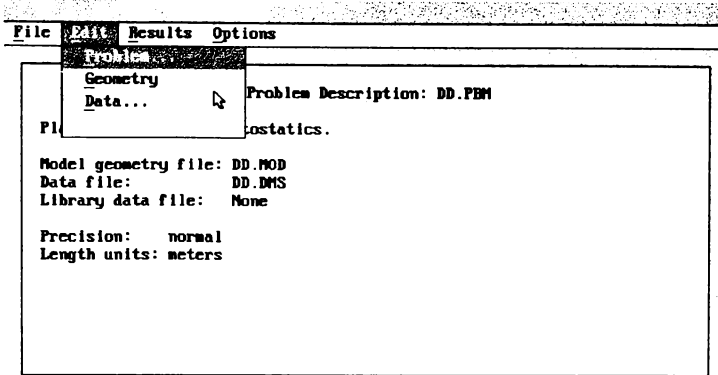 File Edit Results Options
Problem...
Geometry
Data...
Problem Description: DD.PBM
ostatics.
Model geometry file: DD.MOD
Data file: DD.DMS
Library data file: None
Precision: normal
Length units: meters